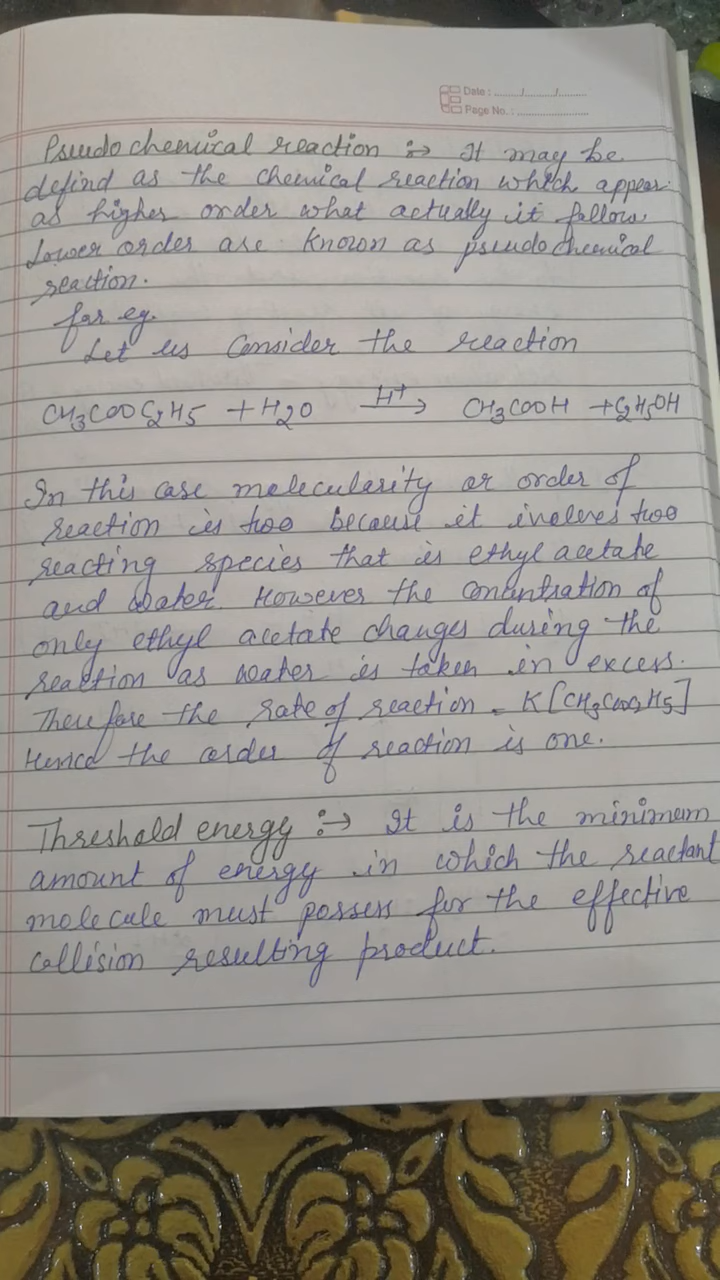 Date : ......./......./.......
Page No. : .......................
Pseudo chemical reaction :→ It may be
defind as the chemical reaction which appear
as higher order what actually it follow
Lower order are known as pseudo chemical
reaction.
for eg.
Let us Consider the reaction
CH3COOC2H5 + H2O H+→ CH3COOH + C2H5OH
In this case molecularity or order of
reaction is two because it involves two
reacting species that is ethyl acetate
and water. However the concentration of
only ethyl acetate changes during the
reaction as water is taken in excess.
Therefore the rate of reaction = K[CH3COOC2H5]
Hence the order of reaction is one.
Threshold energy :→ It is the minimum
amount of energy in which the reactant
molecule must possess for the effective
collision resulting product.